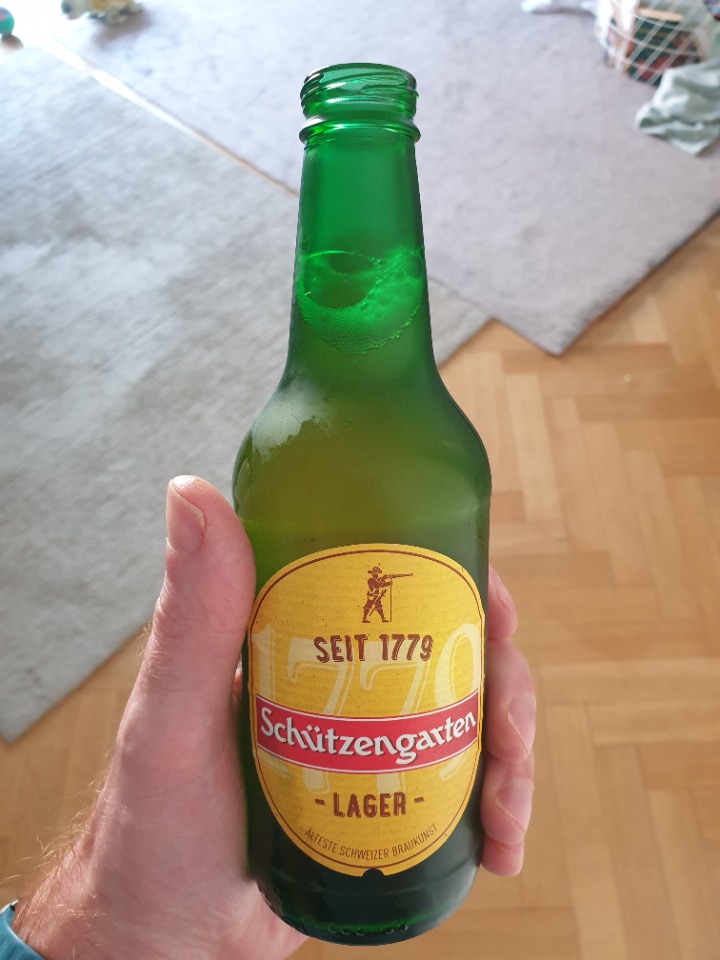 SEIT 1779
1779
Schützengarten
- LAGER -
ÄLTESTE SCHWEIZER BRAUKUNST